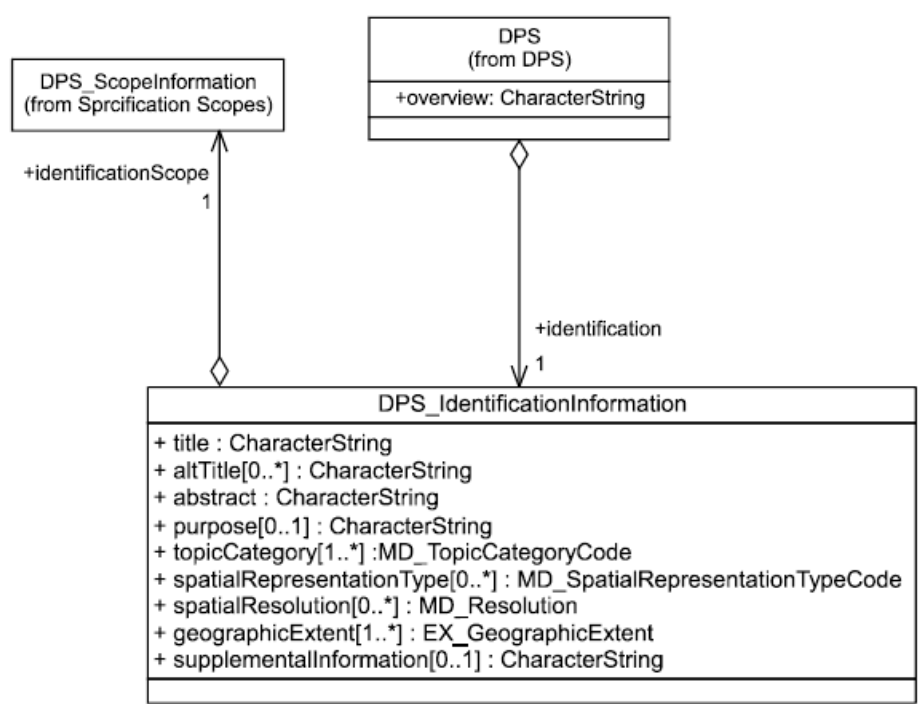 DPS
(from DPS)
+overview: CharacterString
DPS_ScopeInformation
(from Sprcification Scopes)
+identificationScope
1
+identification
1
DPS_IdentificationInformation
+ title : CharacterString
+ altTitle[0..*] : CharacterString
+ abstract : CharacterString
+ purpose[0..1] : CharacterString
+ topicCategory[1..*] :MD_TopicCategoryCode
+ spatialRepresentationType[0..*] : MD_SpatialRepresentationTypeCode
+ spatialResolution[0..*] : MD_Resolution
+ geographicExtent[1..*] : EX_GeographicExtent
+ supplementalInformation[0..1] : CharacterString